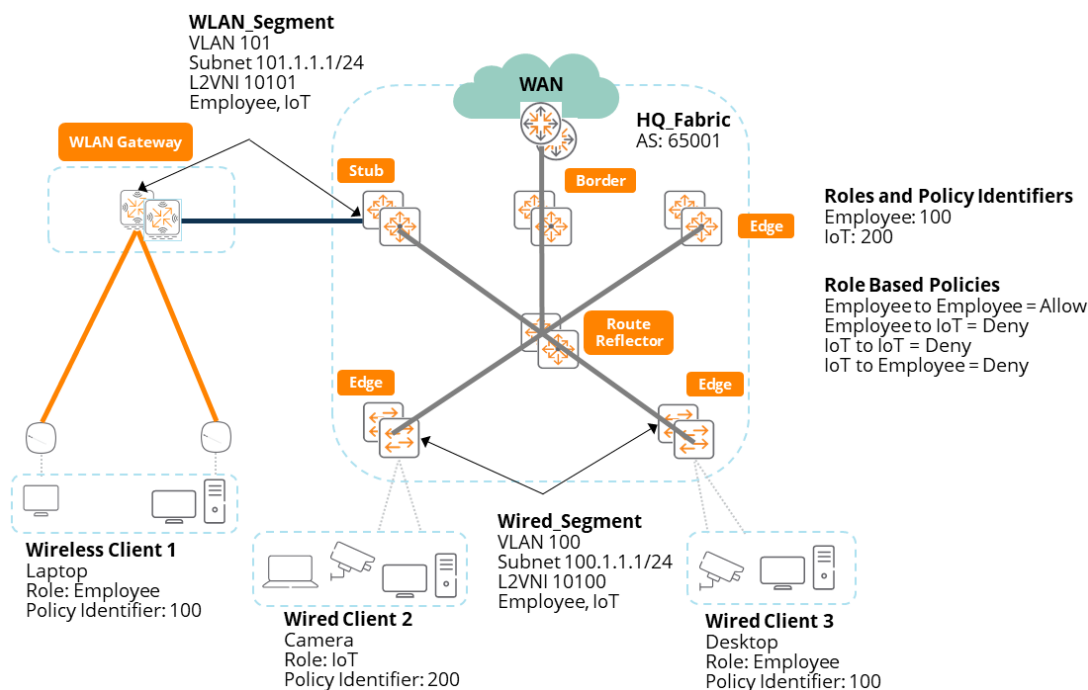 WLAN_Segment
VLAN 101
Subnet 101.1.1.1/24
L2VNI 10101
Employee, IoT
WAN
HQ_Fabric
AS: 65001
WLAN Gateway
Stub
Border
Edge
Roles and Policy Identifiers
Employee: 100
IoT: 200
Role Based Policies
Employee to Employee = Allow
Employee to IoT = Deny
IoT to IoT = Deny
IoT to Employee = Deny
Route
Reflector
Edge
Edge
Wired_Segment
VLAN 100
Subnet 100.1.1.1/24
L2VNI 10100
Employee, IoT
Wireless Client 1
Laptop
Role: Employee
Policy Identifier: 100
Wired Client 2
Camera
Role: IoT
Policy Identifier: 200
Wired Client 3
Desktop
Role: Employee
Policy Identifier: 100